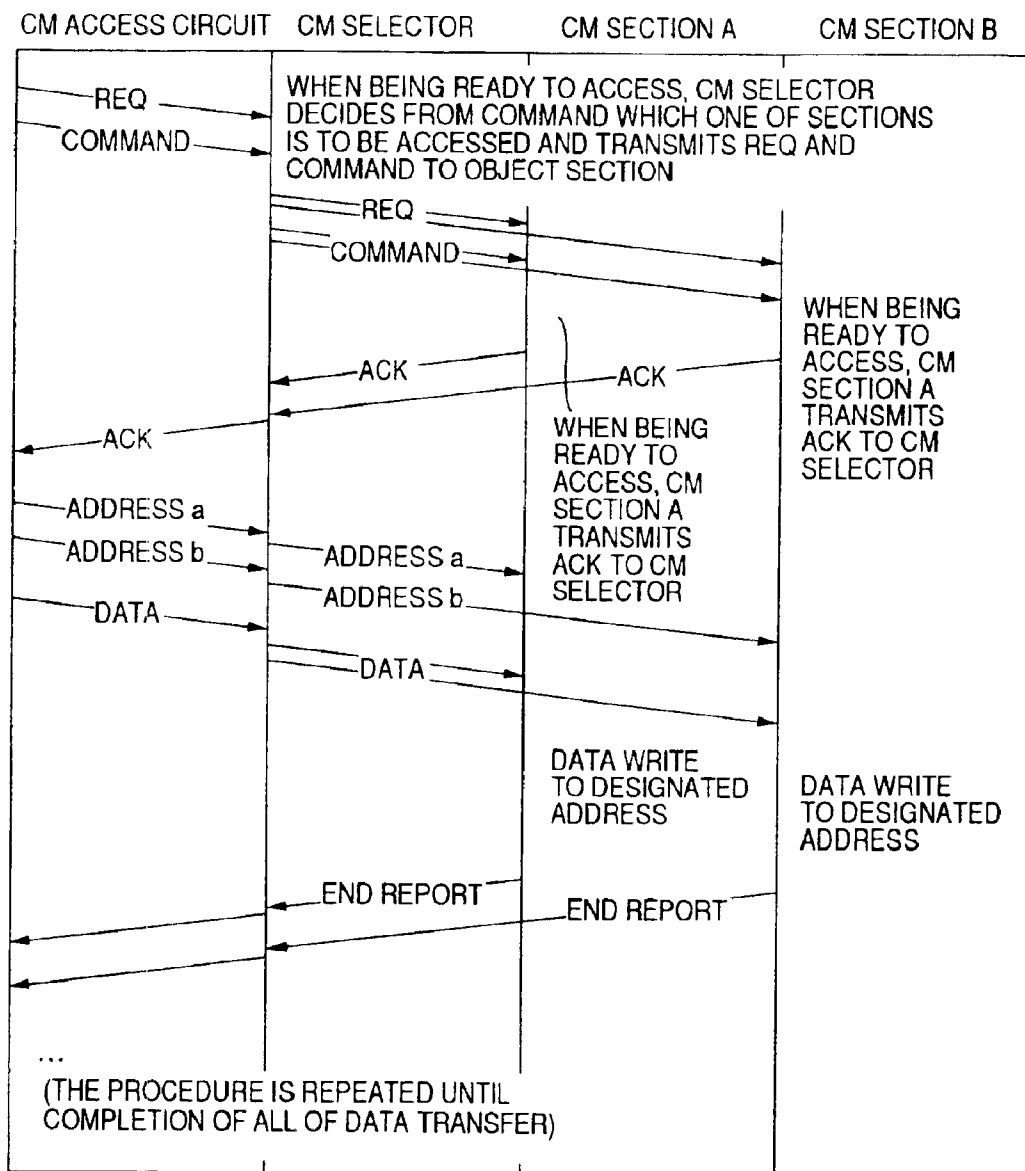 CM ACCESS CIRCUIT CM SELECTOR CM SECTION A CM SECTION B
REQ
COMMAND
WHEN BEING READY TO ACCESS, CM SELECTOR
DECIDES FROM COMMAND WHICH ONE OF SECTIONS
IS TO BE ACCESSED AND TRANSMITS REQ AND
COMMAND TO OBJECT SECTION
REQ
COMMAND
WHEN BEING
READY TO
ACCESS, CM
SECTION A
TRANSMITS
ACK TO CM
SELECTOR
ACK
ACK
ACK
WHEN BEING
READY TO
ACCESS, CM
SECTION A
TRANSMITS
ACK TO CM
SELECTOR
ADDRESS a
ADDRESS b
ADDRESS a
ADDRESS b
DATA
DATA
DATA WRITE
TO DESIGNATED
ADDRESS
DATA WRITE
TO DESIGNATED
ADDRESS
END REPORT
END REPORT
...
(THE PROCEDURE IS REPEATED UNTIL
COMPLETION OF ALL OF DATA TRANSFER)